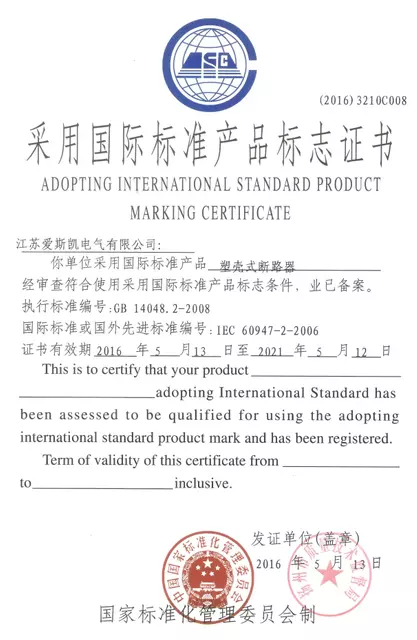 (2016)3210C008
采用国际标准产品标志证书
ADOPTING INTERNATIONAL STANDARD PRODUCT
MARKING CERTIFICATE
江苏爱斯凯电气有限公司:
你单位采用国际标准产品 塑壳式断路器
经审查符合使用采用国际标准产品标志条件，业已备案。
执行标准编号:GB 14048.2-2008
国际标准或国外先进标准编号:IEC 60947-2-2006
证书有效期 2016 年 5 月 13 日至 2021 年 5 月 12 日
This is to certify that your product
adopting International Standard has
been assessed to be qualified for using the adopting
international standard product mark and has been registered.
Term of validity of this certificate from
to inclusive.
发证单位(盖章)
2016 年 5 月 13 日
中国国家标准化管理委员会
国家标准化管理委员会制